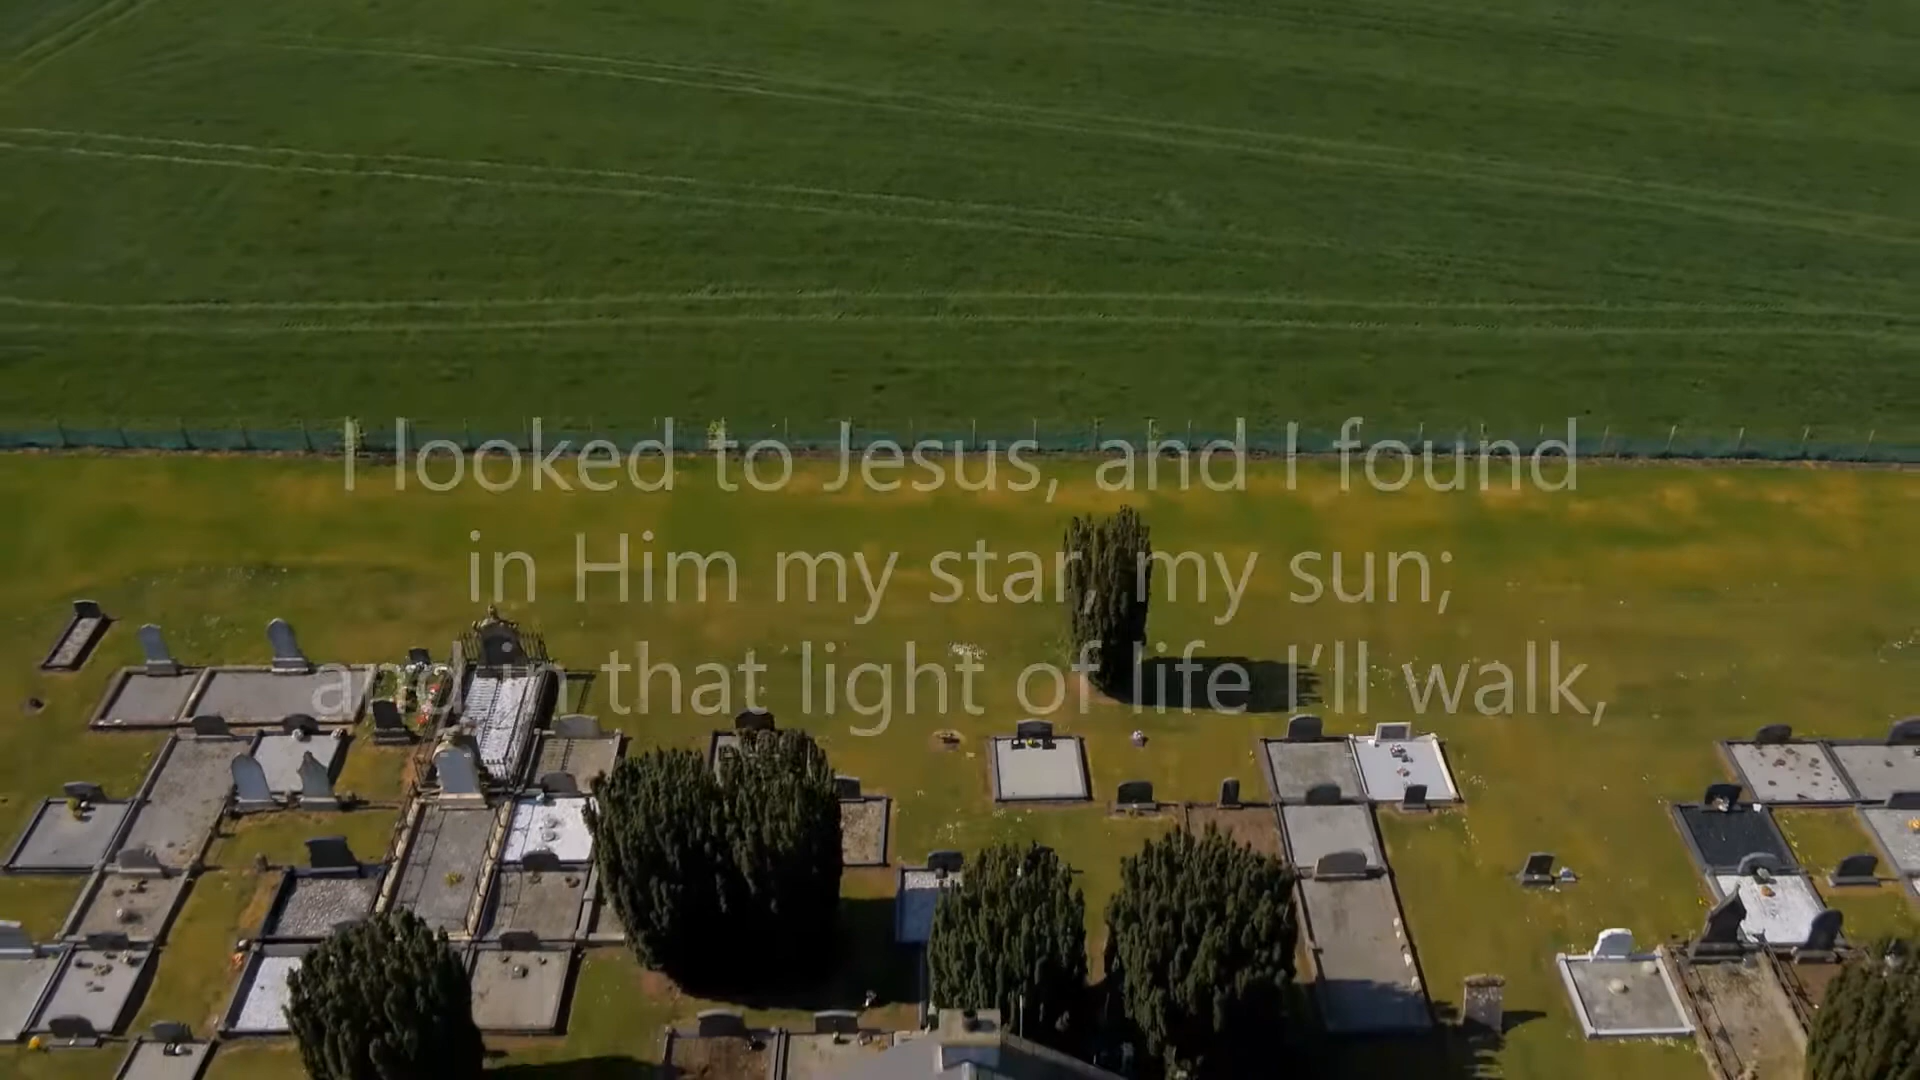 I looked to Jesus, and I found
in Him my star, my sun;
and in that light of life I'll walk,